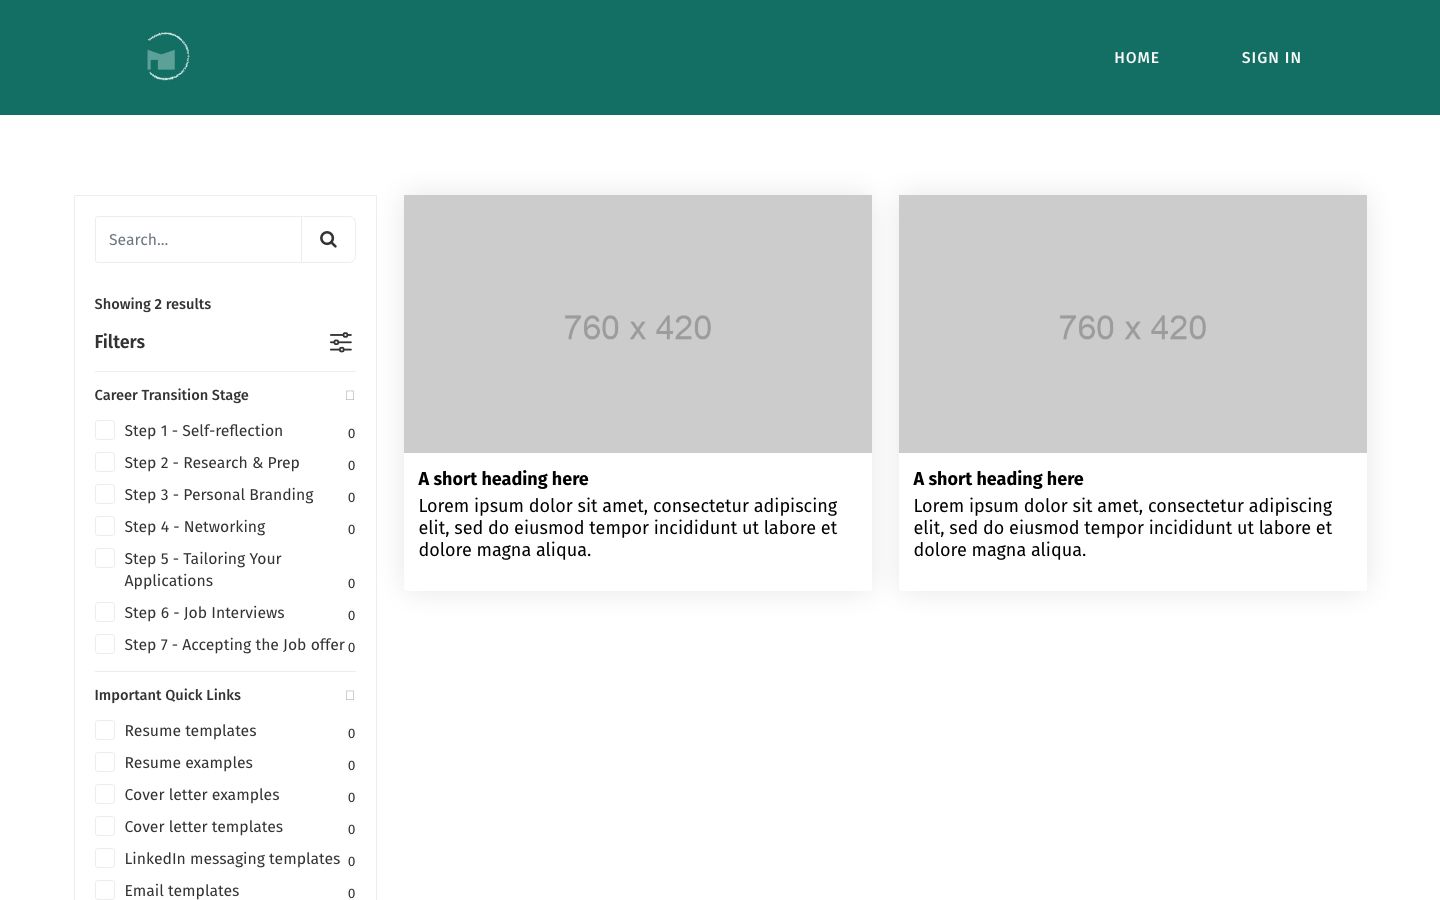 HOME
SIGN IN
Search...
Showing 2 results
Filters
Career Transition Stage
Step 1 - Self-reflection 0
Step 2 - Research & Prep 0
Step 3 - Personal Branding 0
Step 4 - Networking 0
Step 5 - Tailoring Your
Applications 0
Step 6 - Job Interviews 0
Step 7 - Accepting the Job offer 0
Important Quick Links
Resume templates 0
Resume examples 0
Cover letter examples 0
Cover letter templates 0
LinkedIn messaging templates 0
Email templates 0
760 x 420
A short heading here
Lorem ipsum dolor sit amet, consectetur adipiscing
elit, sed do eiusmod tempor incididunt ut labore et
dolore magna aliqua.
760 x 420
A short heading here
Lorem ipsum dolor sit amet, consectetur adipiscing
elit, sed do eiusmod tempor incididunt ut labore et
dolore magna aliqua.